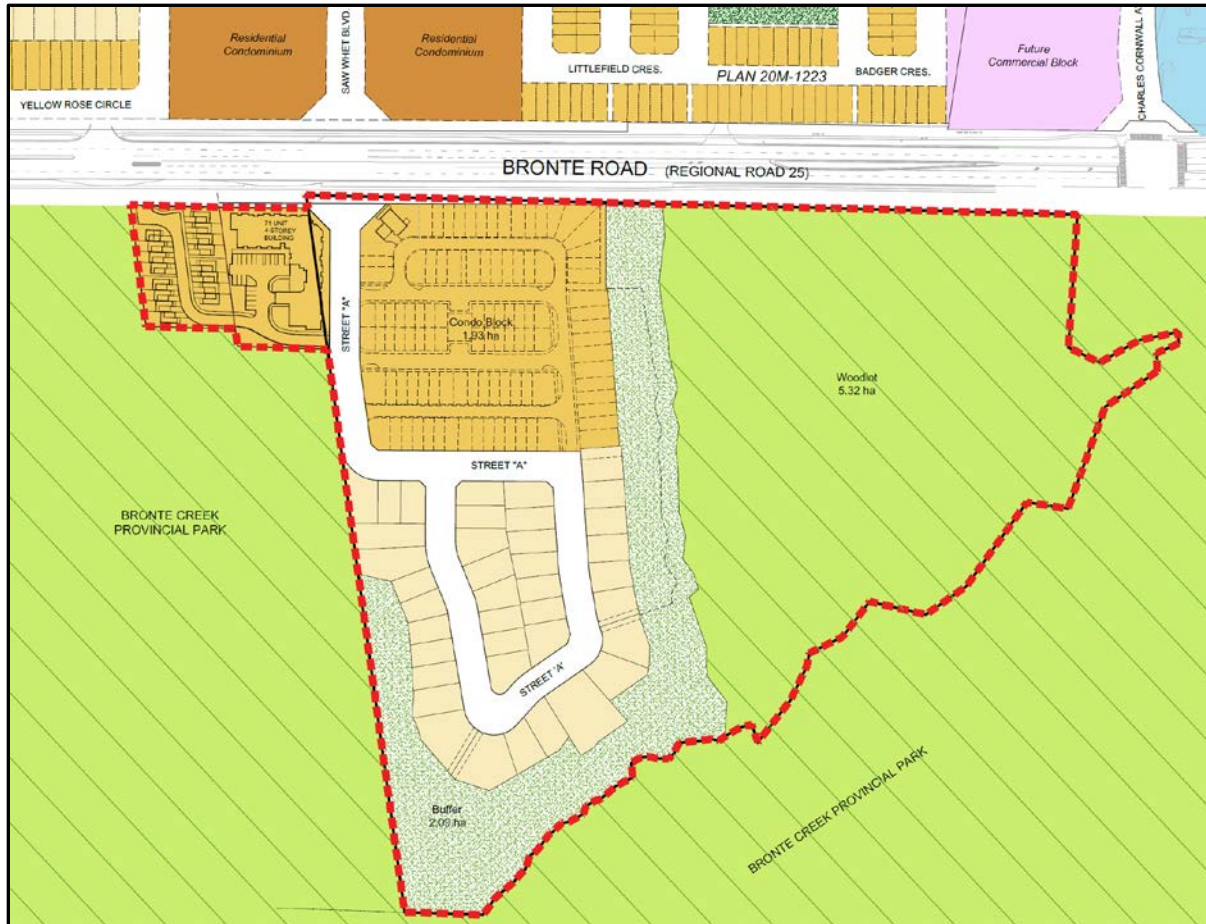 Residential
Condominium
SAW WHET BLVD.
Residential
Condominium
LITTLEFIELD CRES.
PLAN 20M-1223
BADGER CRES.
Future
Commercial Block
CHARLES CORNWALL A
YELLOW ROSE CIRCLE
BRONTE ROAD (REGIONAL ROAD 25)
71 UNIT
4 STOREY
BUILDING
STREET "A"
Condo Block
1.93 ha
Woodlot
5.32 ha
STREET "A"
BRONTE CREEK
PROVINCIAL PARK
STREET 'A'
Buffer
2.09 ha
BRONTE CREEK PROVINCIAL PARK